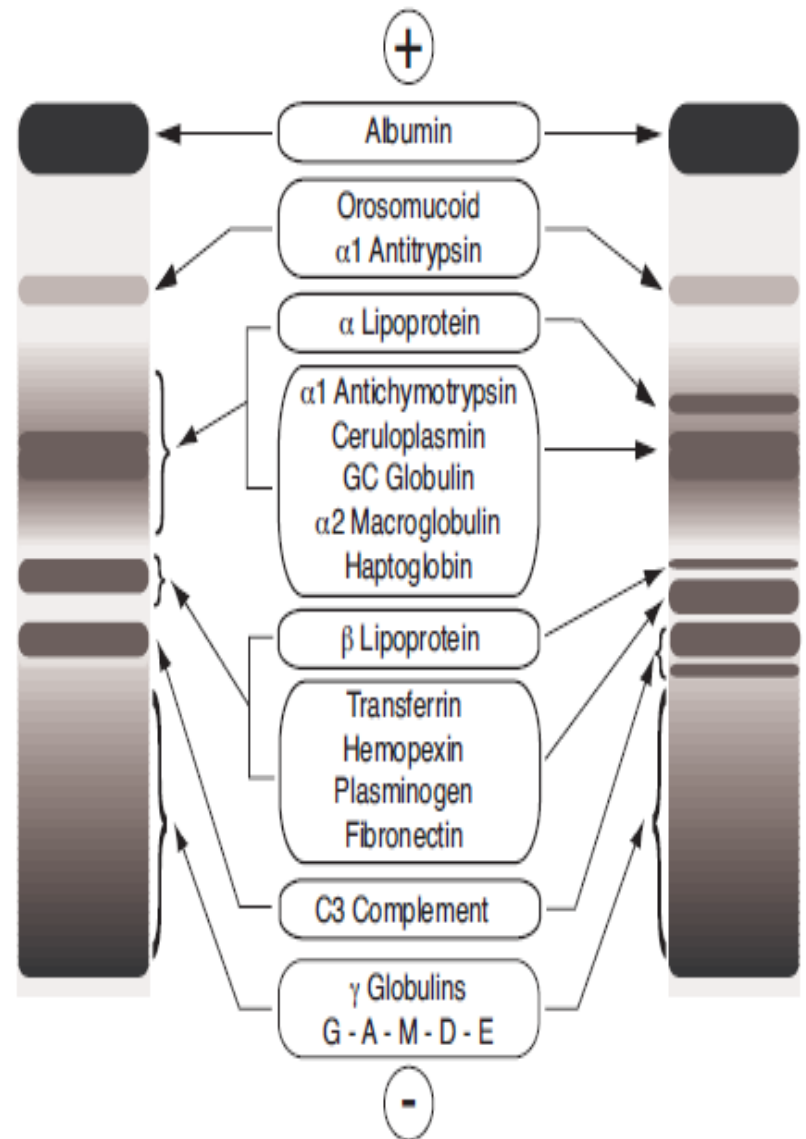 +
Albumin
Orosomucoid
α1 Antitrypsin
α Lipoprotein
α1 Antichymotrypsin
Ceruloplasmin
GC Globulin
α2 Macroglobulin
Haptoglobin
β Lipoprotein
Transferrin
Hemopexin
Plasminogen
Fibronectin
C3 Complement
γ Globulins
G - A - M - D - E
-